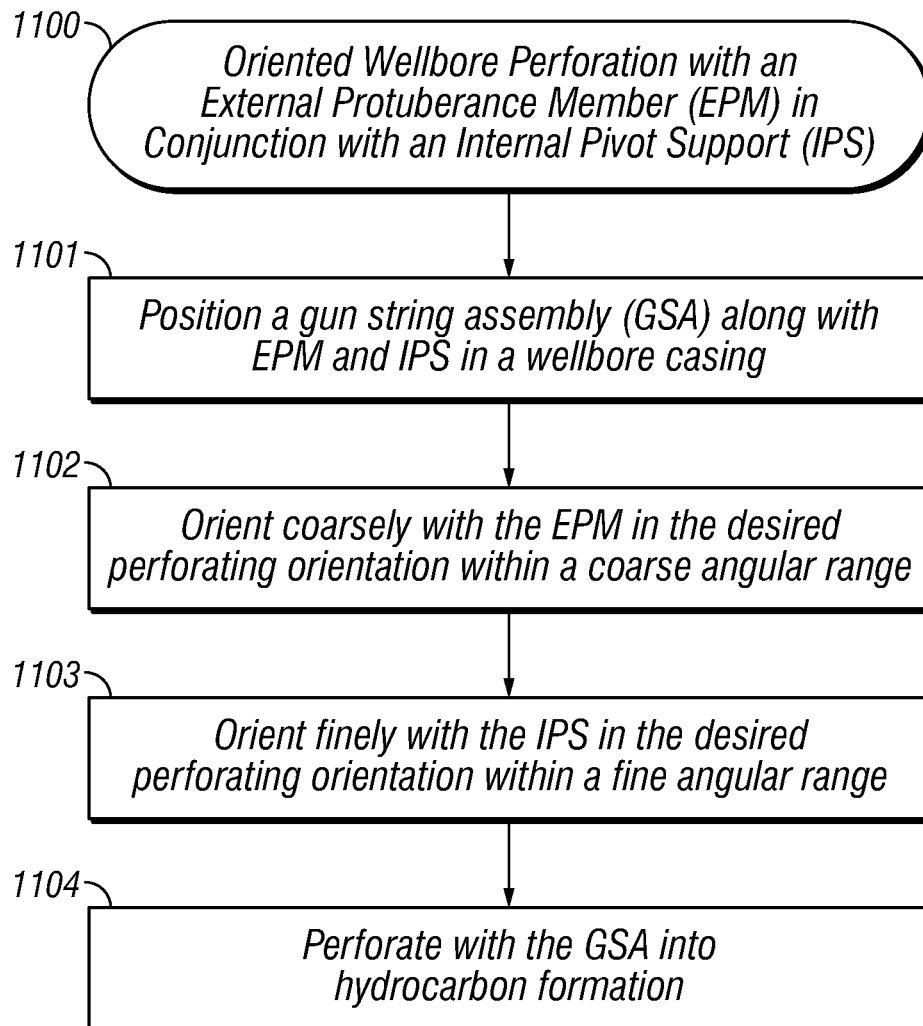 1100
Oriented Wellbore Perforation with an
External Protuberance Member (EPM) in
Conjunction with an Internal Pivot Support (IPS)
1101
Position a gun string assembly (GSA) along with
EPM and IPS in a wellbore casing
1102
Orient coarsely with the EPM in the desired
perforating orientation within a coarse angular range
1103
Orient finely with the IPS in the desired
perforating orientation within a fine angular range
1104
Perforate with the GSA into
hydrocarbon formation